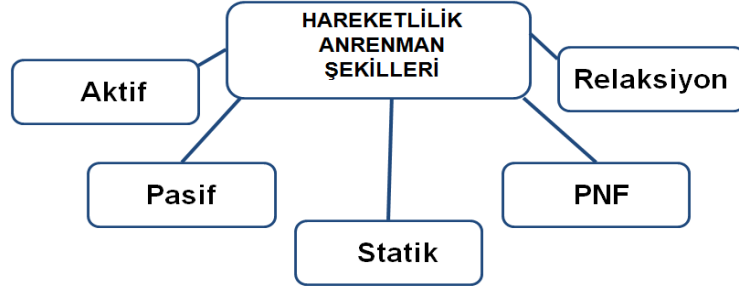 HAREKETLİLİK
ANRENMAN
ŞEKİLLERİ
Aktif
Relaksiyon
Pasif
PNF
Statik